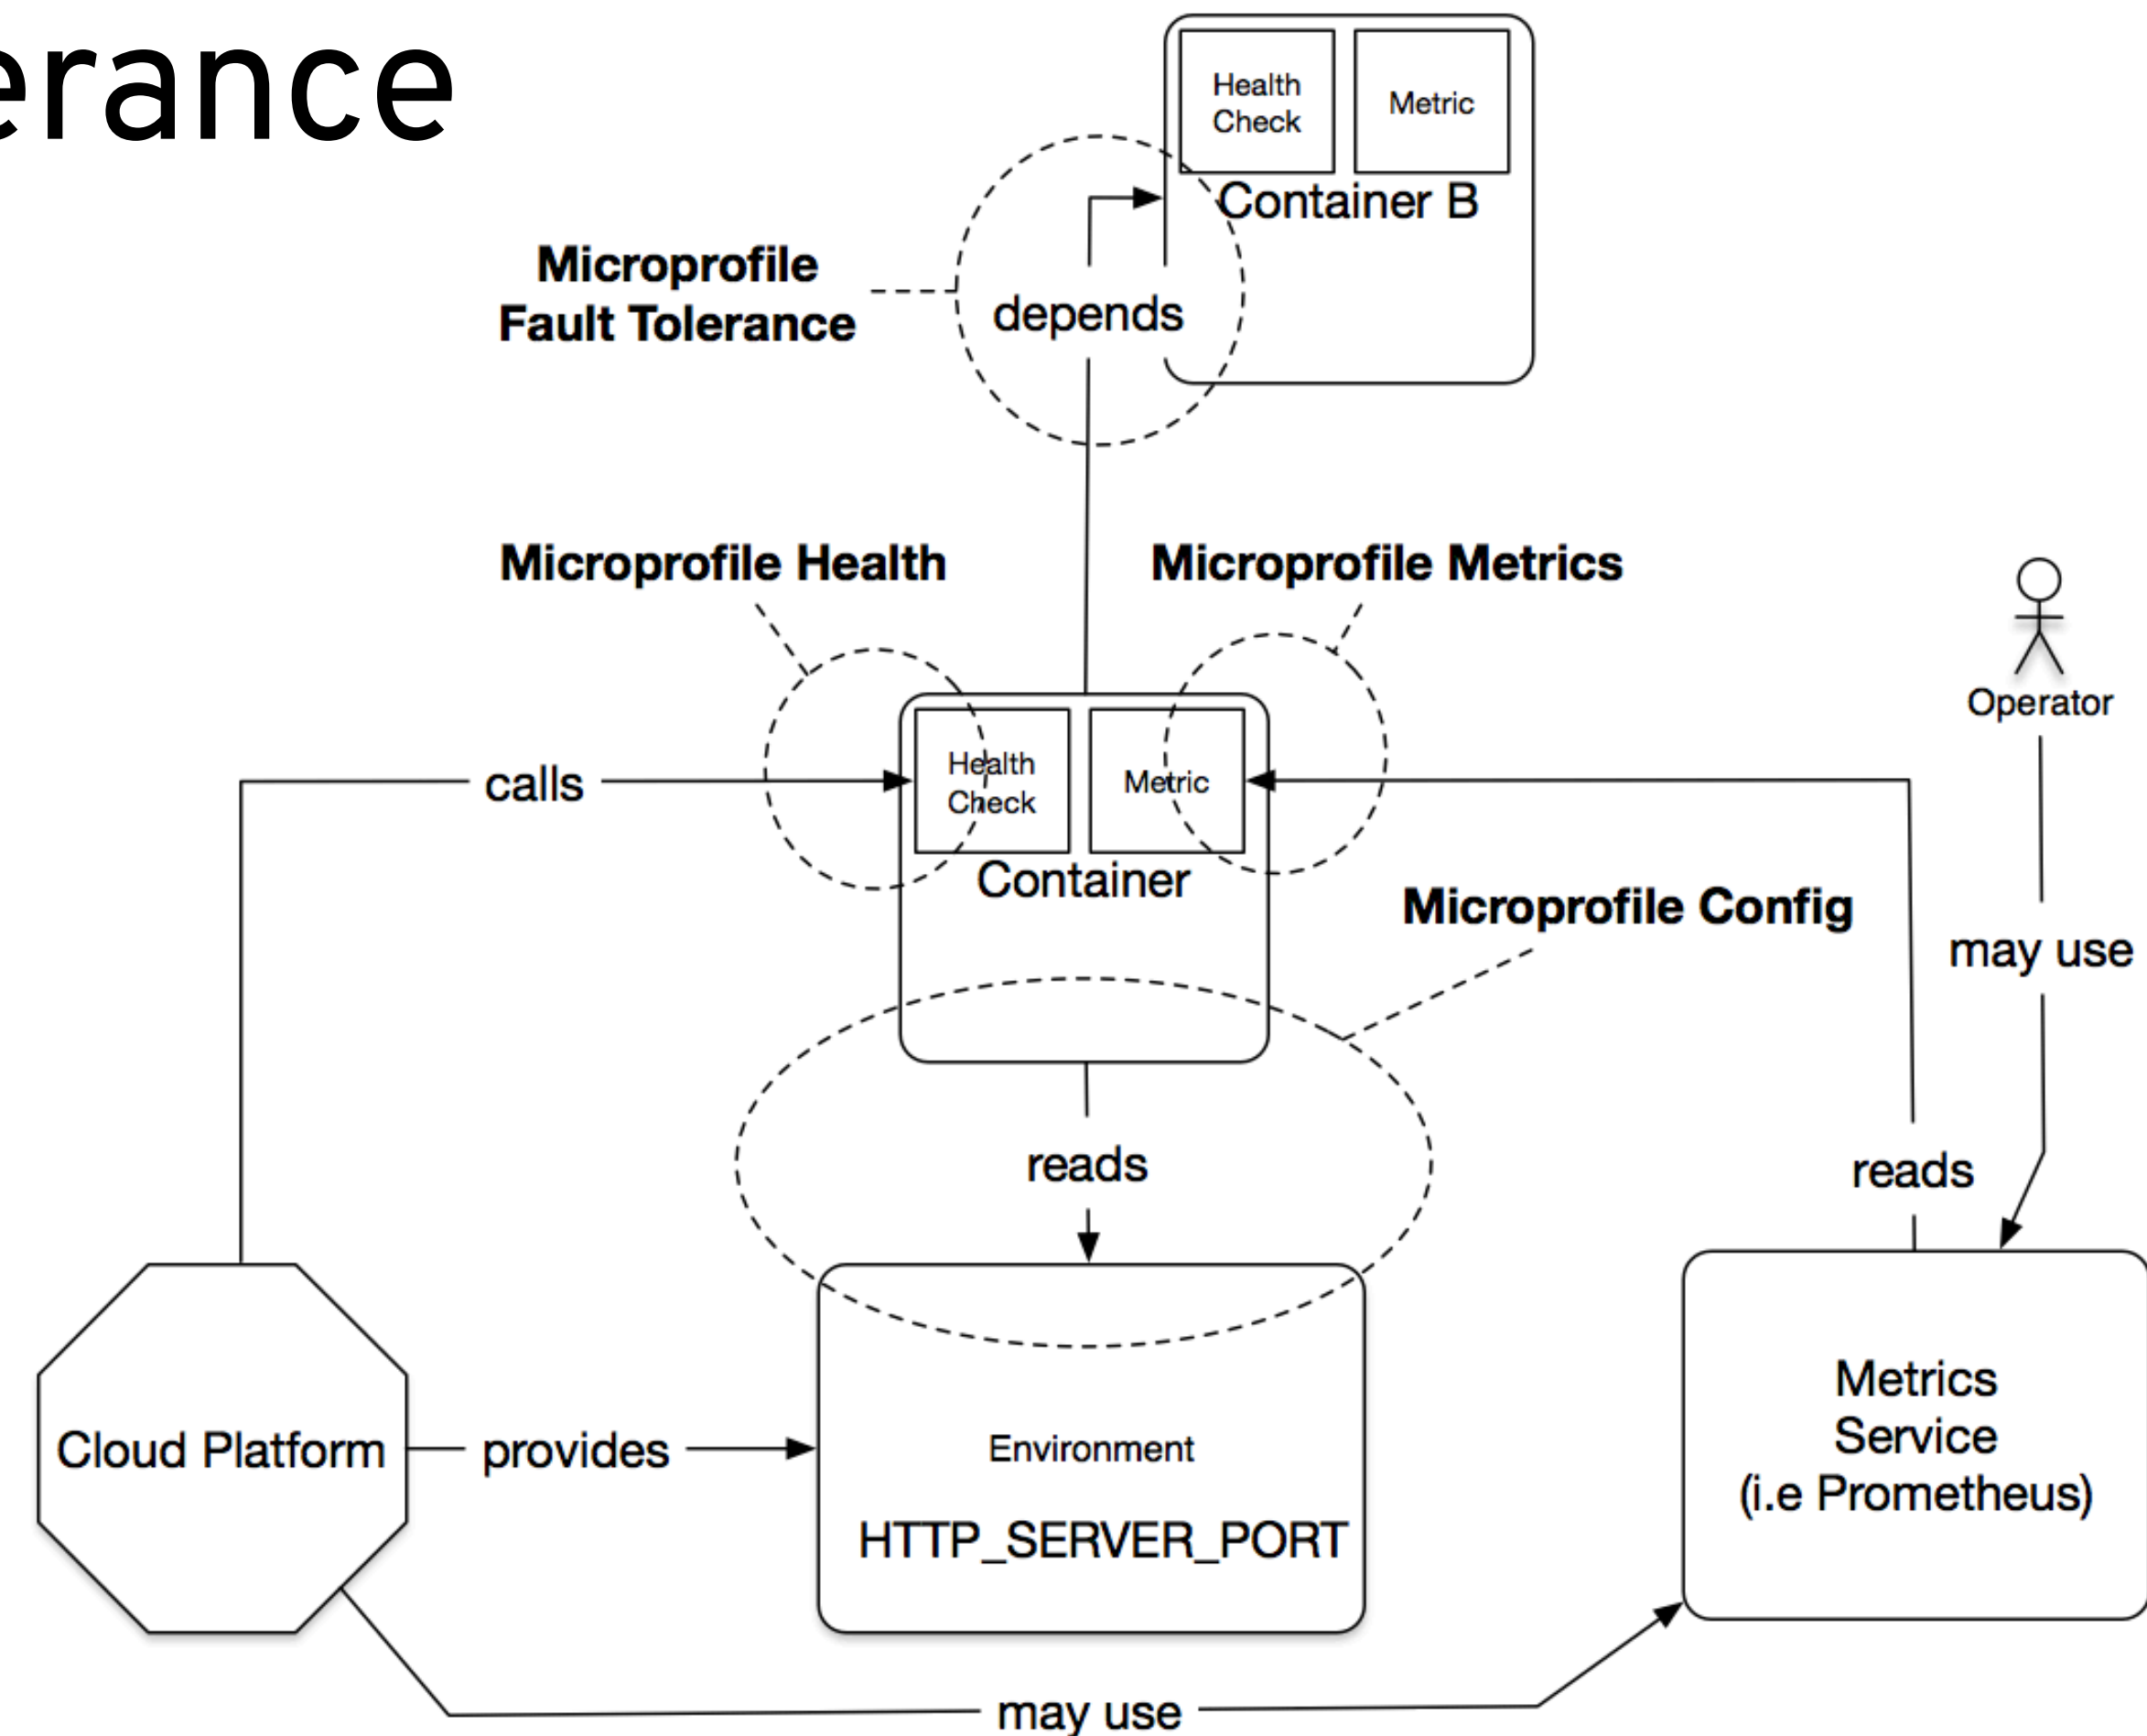 erance
Health
Check
Metric
Container B
Microprofile
Fault Tolerance
depends
Microprofile Health
Microprofile Metrics
Operator
calls
Health
Check
Metric
Container
Microprofile Config
may use
reads
reads
Cloud Platform
provides
Environment
HTTP_SERVER_PORT
Metrics
Service
(i.e Prometheus)
may use